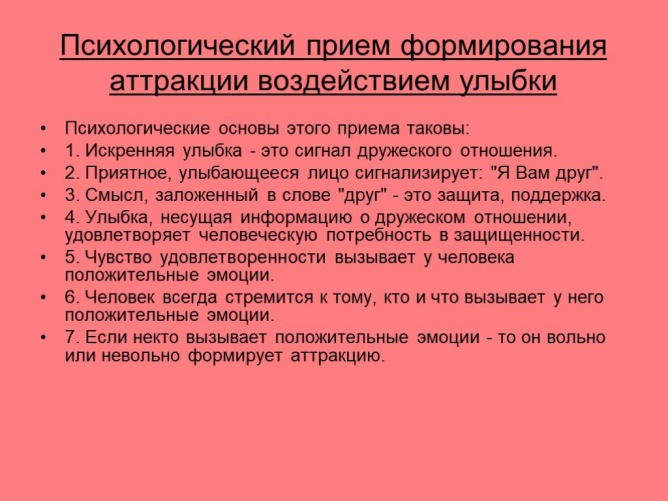 Психологический прием формирования
аттракции воздействием улыбки
• Психологические основы этого приема таковы:
• 1. Искренняя улыбка - это сигнал дружеского отношения.
• 2. Приятное, улыбающееся лицо сигнализирует: "Я Вам друг".
• 3. Смысл, заложенный в слове "друг" - это защита, поддержка.
• 4. Улыбка, несущая информацию о дружеском отношении,
удовлетворяет человеческую потребность в защищенности.
• 5. Чувство удовлетворенности вызывает у человека
положительные эмоции.
• 6. Человек всегда стремится к тому, кто и что вызывает у него
положительные эмоции.
• 7. Если некто вызывает положительные эмоции - то он вольно
или невольно формирует аттракцию.